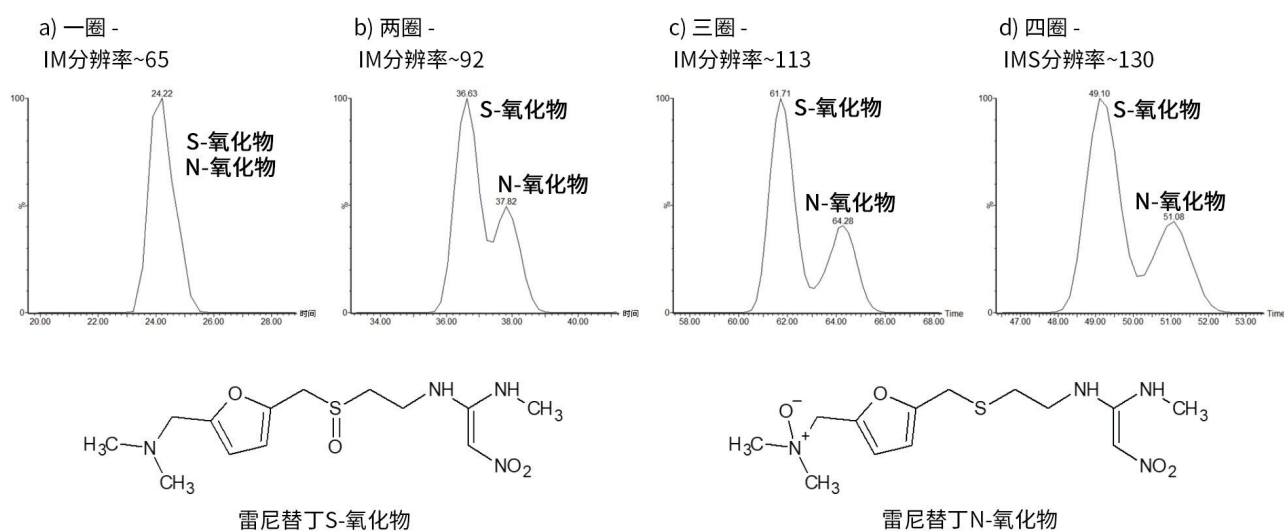 a) 一圈 -
IM分辨率~65
b) 两圈 -
IM分辨率~92
c) 三圈 -
IM分辨率~113
d) 四圈 -
IMS分辨率~130
24.22
100
S-氧化物
N-氧化物
%
0
20.00 22.00 24.00 26.00 28.00 时间
36.63
100
S-氧化物
N-氧化物
37.82
%
0
34.00 36.00 38.00 40.00 时间
61.71
100
S-氧化物
N-氧化物
64.28
%
0
58.00 60.00 62.00 64.00 66.00 68.00 Time
49.10
100
S-氧化物
N-氧化物
51.08
%
0
47.00 48.00 49.00 50.00 51.00 52.00 53.00 Time
H₃C N CH₃ O S O NH NH CH₃ NO₂
雷尼替丁S-氧化物
O⁻ H₃C N⁺ CH₃ O S NH NH CH₃ NO₂
雷尼替丁N-氧化物